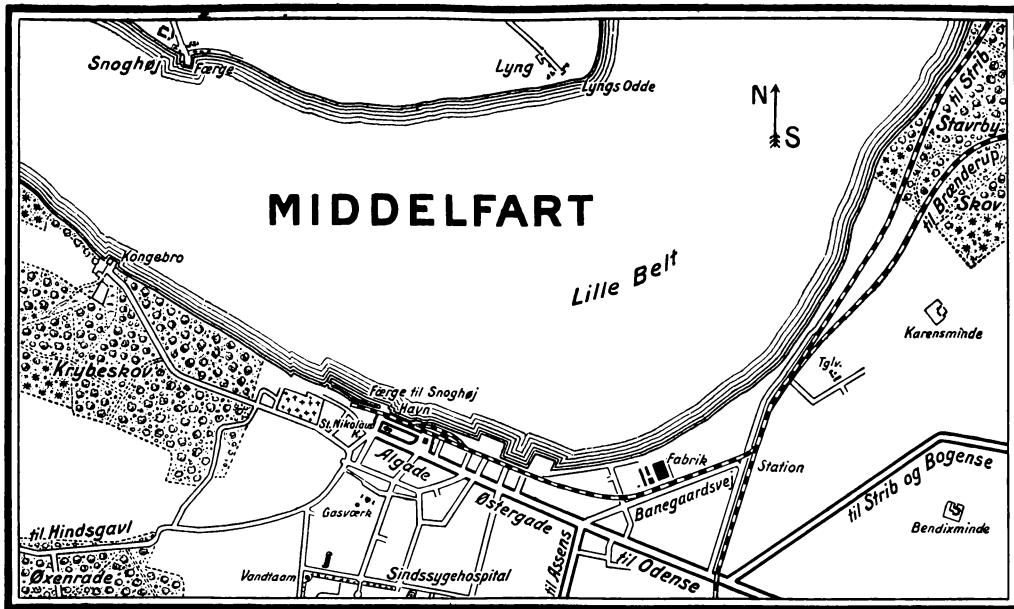 Snoghøj
Færge
Lyng
Lyngs Odde
N
S
til Strib
Stavrby
Skov
til Brænderup
MIDDELFART
Lille Belt
Kongebro
Karensminde
Krybeskov
Tglv.
Færge til Snoghøj
Havn
St. Nikolaus
K.
Algade
Fabrik
Station
Banegaardsvej
Østergade
til Strib og Bogense
Gasværk
Bendixminde
til Hindsgavl
til Assens
til Odense
Øxenrade
Vandtaarn
Sindssygehospital